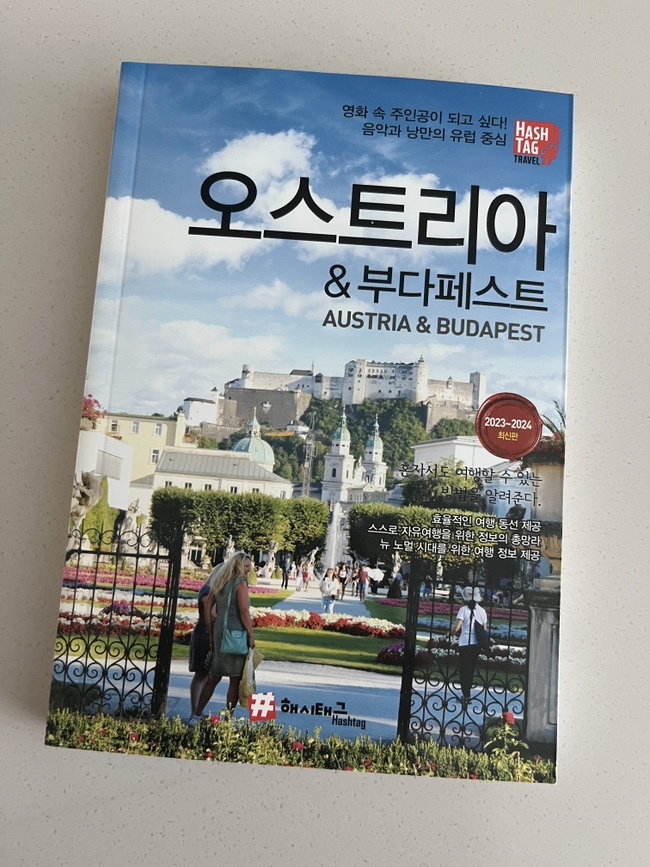 영화 속 주인공이 되고 싶다!
음악과 낭만의 유럽 중심
HASH
TAG
TRAVEL
오스트리아
& 부다페스트
AUSTRIA & BUDAPEST
2023~2024
최신판
혼자서도 여행할 수 있는
방법을 알려준다.
효율적인 여행 동선 제공
스스로 자유여행을 위한 정보의 총망라
뉴 노멀 시대를 위한 여행 정보 제공
# 해시태그
Hashtag